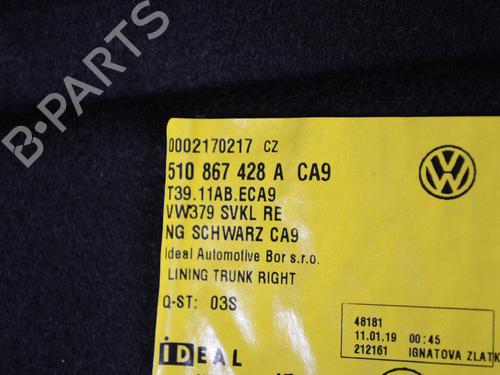 0002170217 CZ
510 867 428 A CA9
T39.11AB.ECA9
VW379 SVKL RE
NG SCHWARZ CA9
Ideal Automotive Bor s.r.o.
LINING TRUNK RIGHT
Q-ST: 03S
48181
11.01.19 00:45
212161 IGNATOVA ZLATK
iDEAL
B PARTS